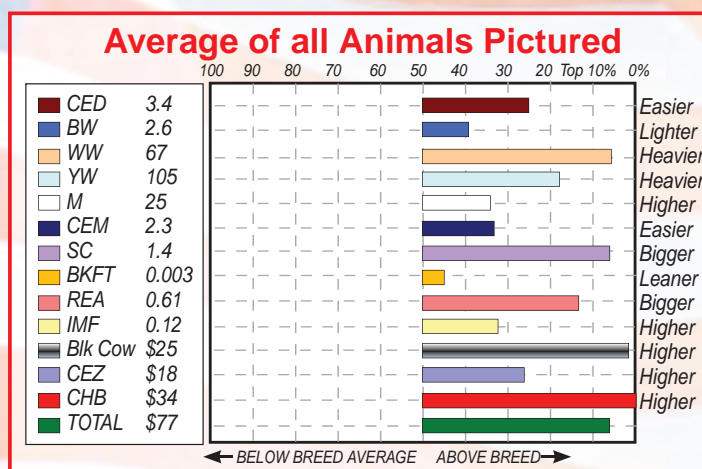 Average of all Animals Pictured
100 90 80 70 60 50 40 30 20 Top 10% 0%
CED 3.4 Easier
BW 2.6 Lighter
WW 67 Heavier
YW 105 Heavier
M 25 Higher
CEM 2.3 Easier
SC 1.4 Bigger
BKFT 0.003 Leaner
REA 0.61 Bigger
IMF 0.12 Higher
Blk Cow $25 Higher
CEZ $18 Higher
CHB $34 Higher
TOTAL $77
BELOW BREED AVERAGE ABOVE BREED